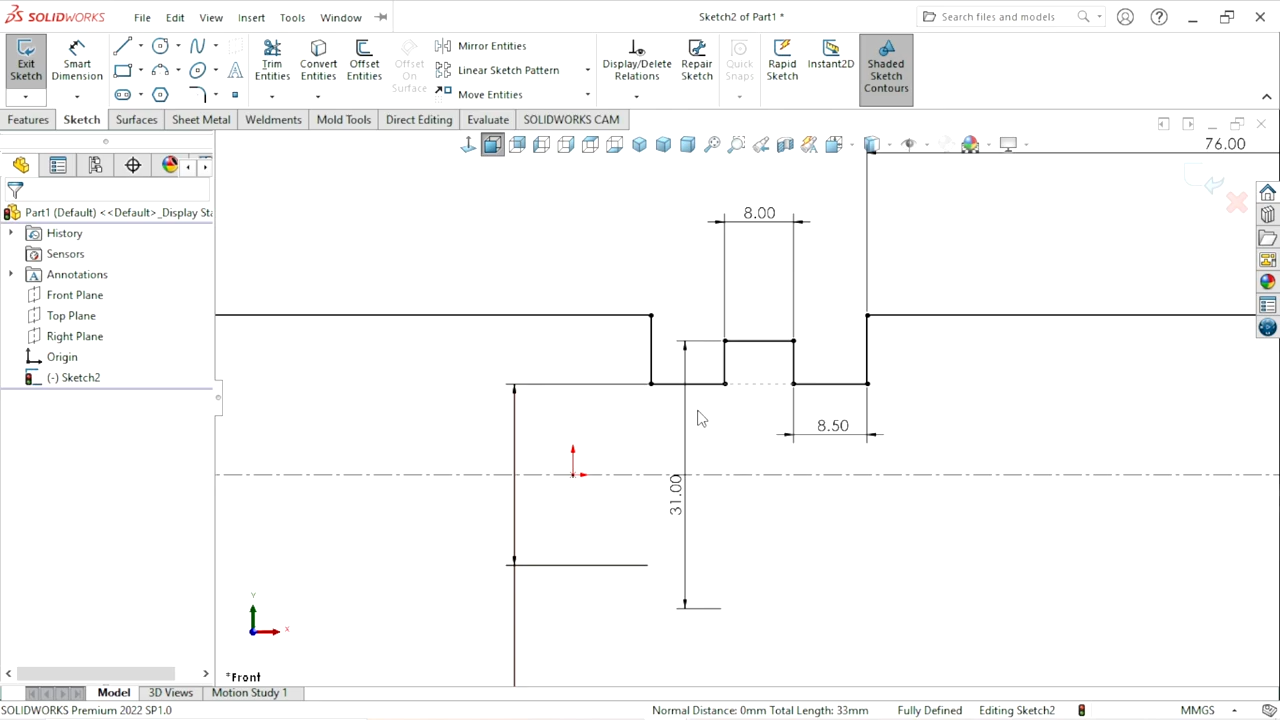 SOLIDWORKS
File
Edit
View
Insert
Tools
Window
Sketch2 of Part1 *
Search files and models
Exit
Sketch
Smart
Dimension
Trim
Entities
Convert
Entities
Offset
Entities
Offset
On
Surface
Mirror Entities
Linear Sketch Pattern
Move Entities
Display/Delete
Relations
Repair
Sketch
Quick
Snaps
Rapid
Sketch
Instant2D
Shaded
Sketch
Contours
Features
Sketch
Surfaces
Sheet Metal
Weldments
Mold Tools
Direct Editing
Evaluate
SOLIDWORKS CAM
Part1 (Default) <<Default>_Display Sta
History
Sensors
Annotations
Front Plane
Top Plane
Right Plane
Origin
(-) Sketch2
76.00
8.00
8.50
31.00
Y
X
*Front
Model
3D Views
Motion Study 1
SOLIDWORKS Premium 2022 SP1.0
Normal Distance: 0mm Total Length: 33mm
Fully Defined
Editing Sketch2
MMGS